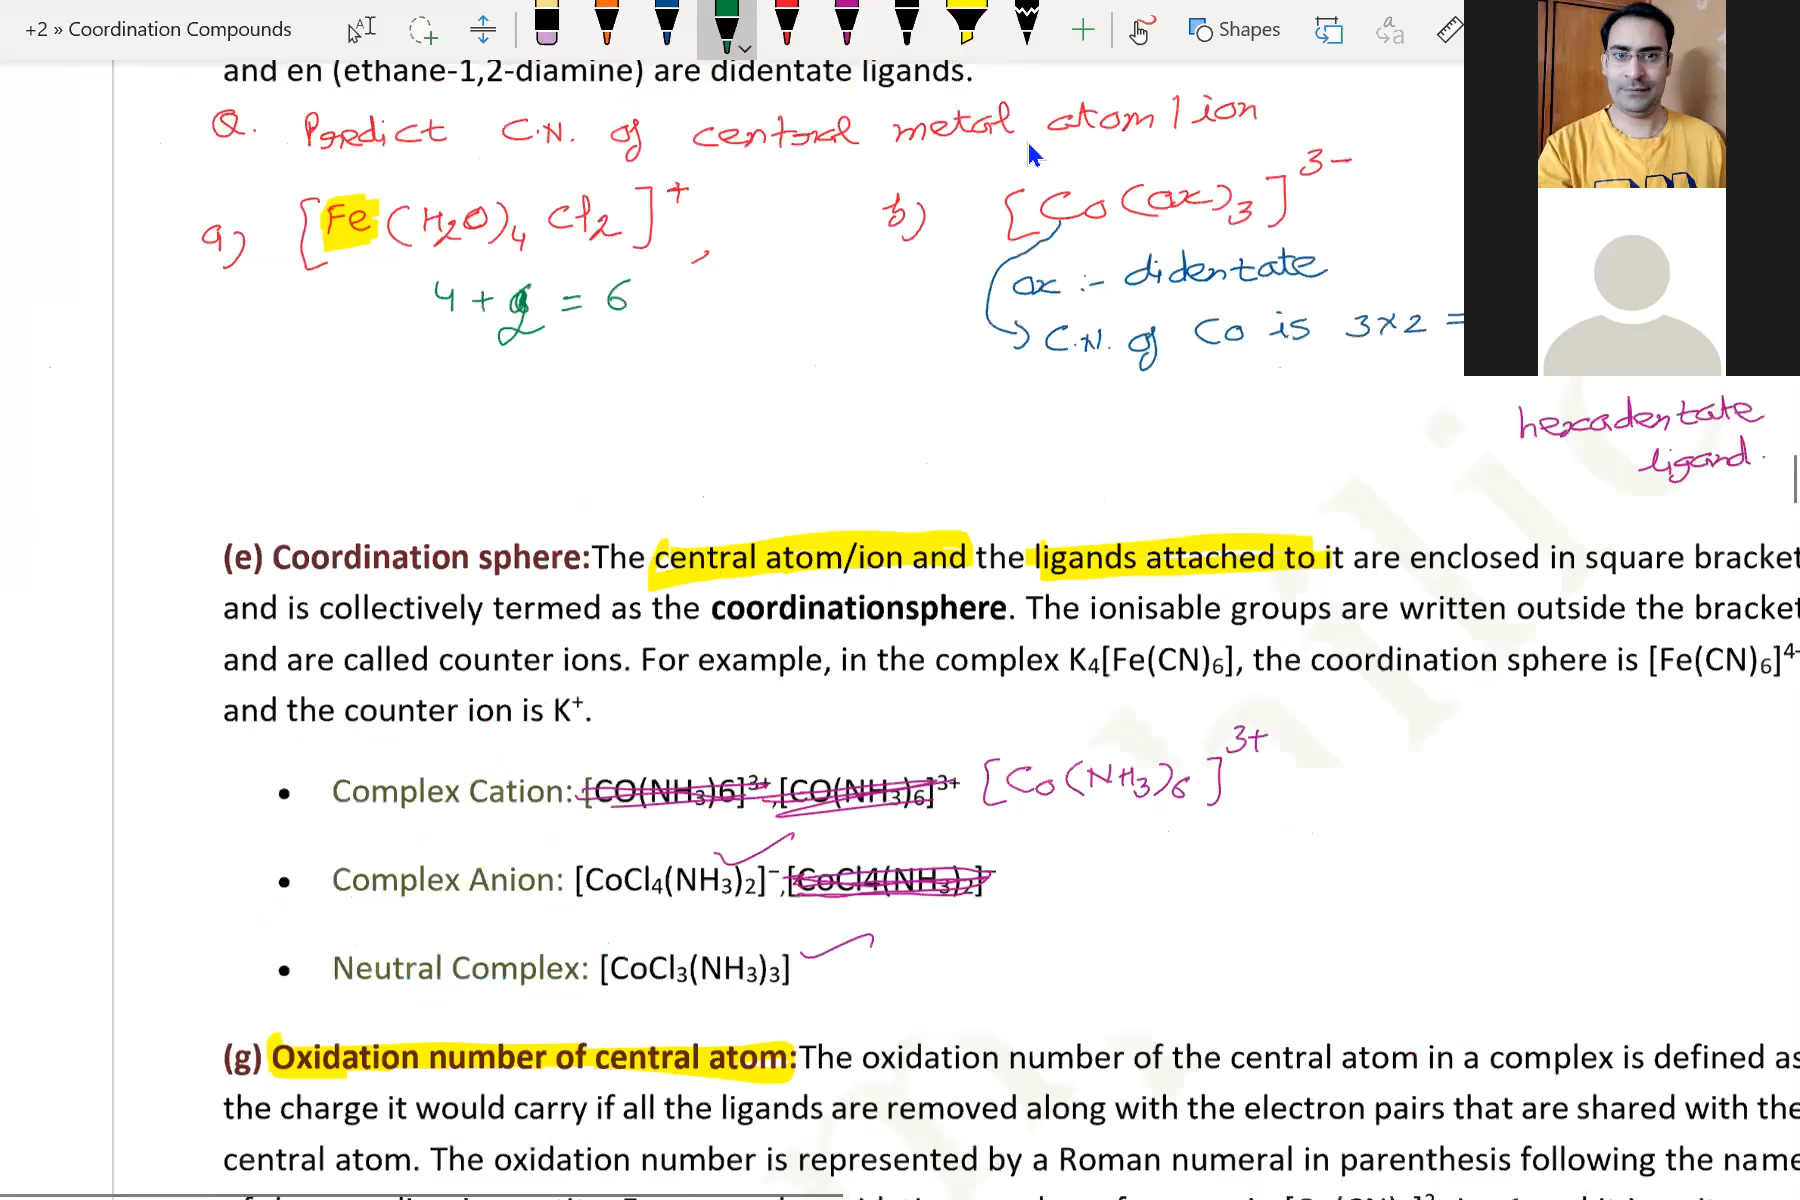 +2 » Coordination Compounds
Shapes
and en (ethane-1,2-diamine) are didentate ligands.
Q. Predict C.N. of central metal atom / ion
a) [Fe(H₂O)₄ Cl₂]⁺ , b) [Co(ox)₃]³⁻
4 + 2 = 6
ox :- didentate
→ C.N. of Co is 3×2 =
hexadentate
ligand.
(e) Coordination sphere:The central atom/ion and the ligands attached to it are enclosed in square bracket
and is collectively termed as the coordinationsphere. The ionisable groups are written outside the bracket
and are called counter ions. For example, in the complex K₄[Fe(CN)₆], the coordination sphere is [Fe(CN)₆]⁴⁻
and the counter ion is K⁺.
• Complex Cation: [CO(NH₃)6]³⁺,[CO(NH₃)₆]³⁺ [Co(NH₃)₆]³⁺
• Complex Anion: [CoCl₄(NH₃)₂]⁻,[CoCl4(NH₃)₂]⁻
• Neutral Complex: [CoCl₃(NH₃)₃]
(g) Oxidation number of central atom:The oxidation number of the central atom in a complex is defined as
the charge it would carry if all the ligands are removed along with the electron pairs that are shared with the
central atom. The oxidation number is represented by a Roman numeral in parenthesis following the name